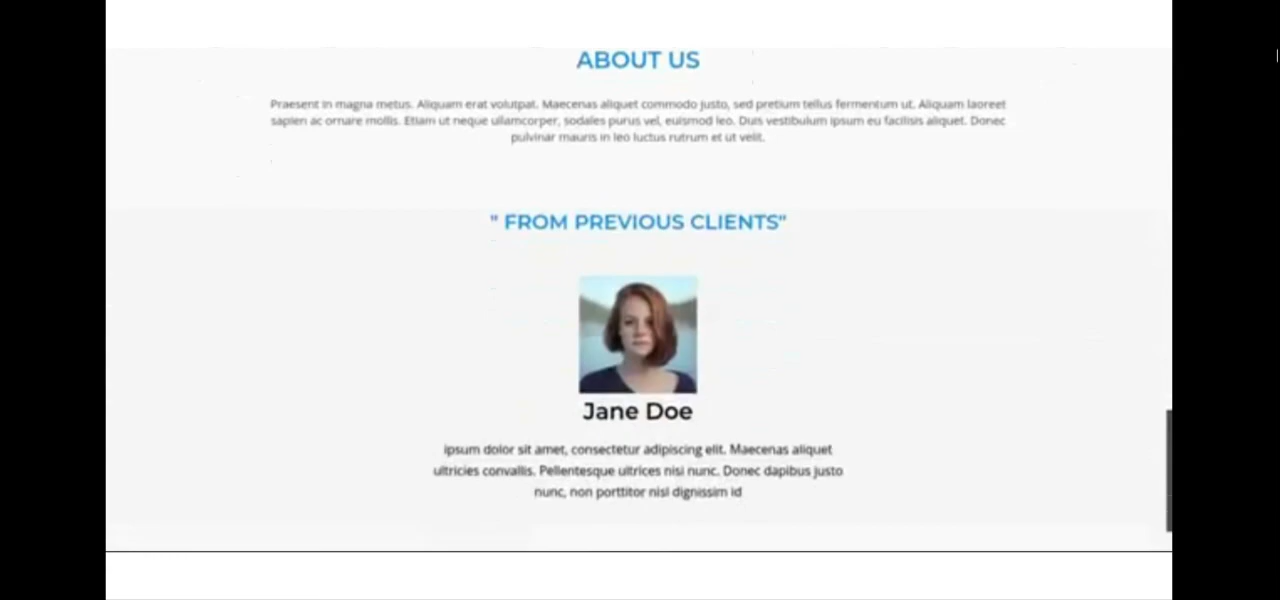 ABOUT US
Praesent in magna metus. Aliquam erat volutpat. Maecenas aliquet commodo justo, sed pretium tellus fermentum ut. Aliquam laoreet
sapien ac ornare mollis. Etiam ut neque ullamcorper, sodales purus vel, euismod leo. Duis vestibulum ipsum eu facilisis aliquet. Donec
pulvinar mauris in leo luctus rutrum et ut velit.
" FROM PREVIOUS CLIENTS"
Jane Doe
ipsum dolor sit amet, consectetur adipiscing elit. Maecenas aliquet
ultricies convallis. Pellentesque ultrices nisi nunc. Donec dapibus justo
nunc, non porttitor nisl dignissim id